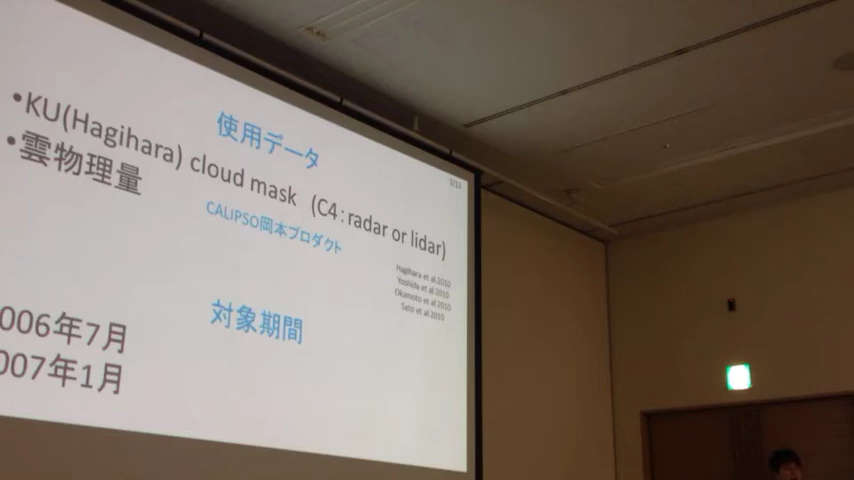 5/13
使用データ
•KU(Hagihara) cloud mask (C4：radar or lidar)
•雲物理量
CALIPSO岡本プロダクト
Hagihara et al 2010
Yoshida et al 2010
Okamoto et al 2010
Sato et al 2010
対象期間
006年7月
007年1月